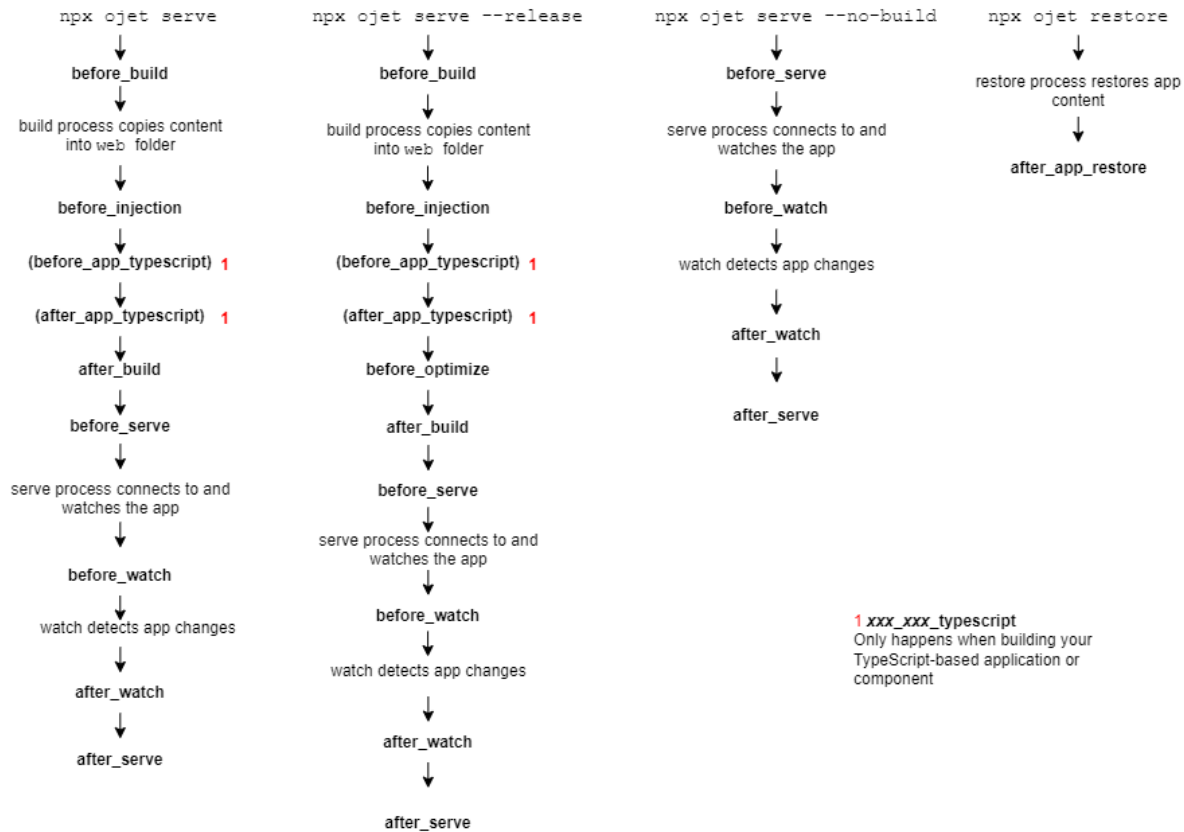 npx ojet serve
before_build
build process copies content
into web folder
before_injection
(before_app_typescript) 1
(after_app_typescript) 1
after_build
before_serve
serve process connects to and
watches the app
before_watch
watch detects app changes
after_watch
after_serve
npx ojet serve --release
before_build
build process copies content
into web folder
before_injection
(before_app_typescript) 1
(after_app_typescript) 1
before_optimize
after_build
before_serve
serve process connects to and
watches the app
before_watch
watch detects app changes
after_watch
after_serve
npx ojet serve --no-build
before_serve
serve process connects to and
watches the app
before_watch
watch detects app changes
after_watch
after_serve
npx ojet restore
restore process restores app
content
after_app_restore
1 xxx_xxx_typescript
Only happens when building your
TypeScript-based application or
component